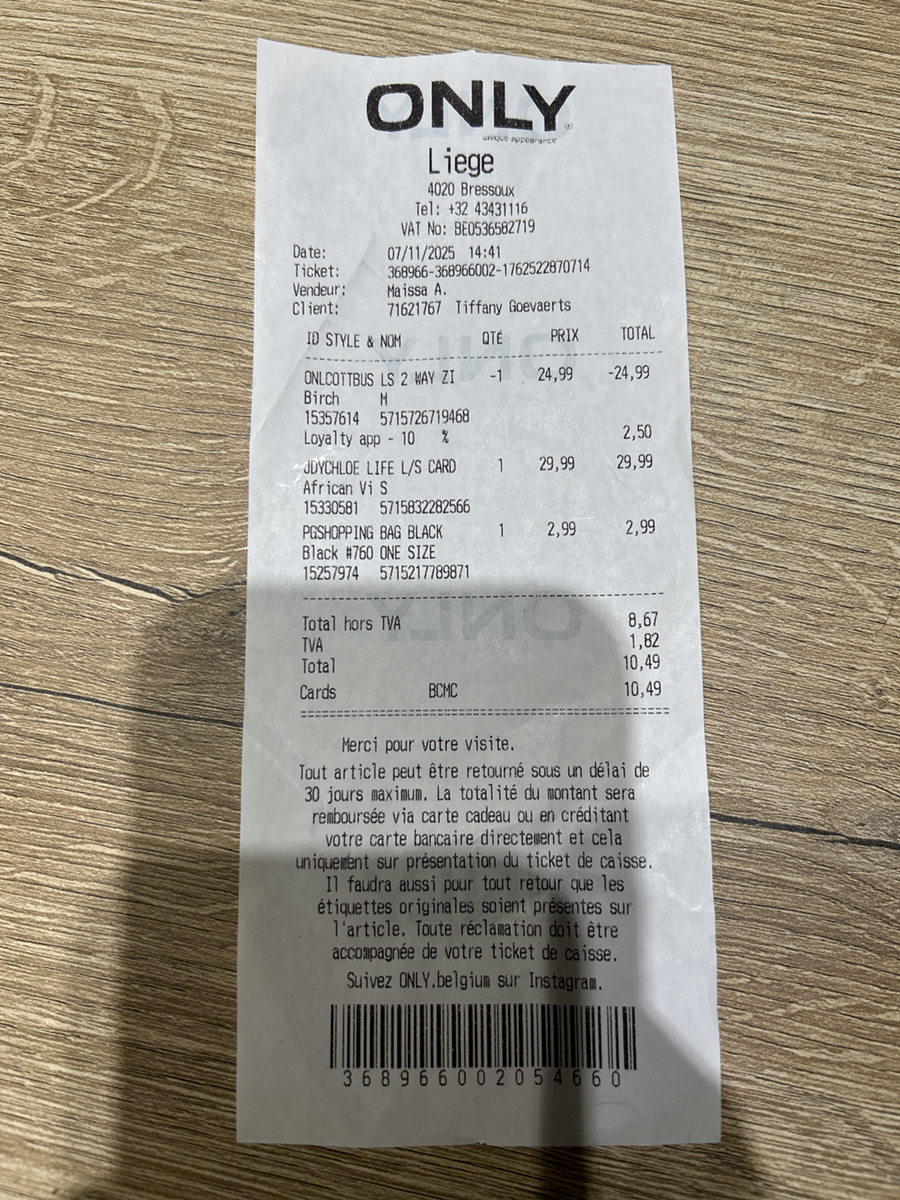 ONLY
unique appearance
Liege
4020 Bressoux
Tel: +32 43431116
VAT No: BE0536582719
Date: 07/11/2025 14:41
Ticket: 368966-368966002-1762522870714
Vendeur: Maissa A.
Client: 71621767 Tiffany Goevaerts
ID STYLE & NOM QTÉ PRIX TOTAL
ONLCOTTBUS LS 2 WAY ZI -1 24,99 -24,99
Birch M
15357614 5715726719468
Loyalty app - 10 % 2,50
JDYCHLOE LIFE L/S CARD 1 29,99 29,99
African Vi S
15330581 5715832282566
PGSHOPPING BAG BLACK 1 2,99 2,99
Black #760 ONE SIZE
15257974 5715217789871
Total hors TVA 8,67
TVA 1,82
Total 10,49
Cards BCMC 10,49
Merci pour votre visite.
Tout article peut être retourné sous un délai de
30 jours maximum. La totalité du montant sera
remboursée via carte cadeau ou en créditant
votre carte bancaire directement et cela
uniquement sur présentation du ticket de caisse.
Il faudra aussi pour tout retour que les
étiquettes originales soient présentes sur
l'article. Toute réclamation doit être
accompagnée de votre ticket de caisse.
Suivez ONLY.belgium sur Instagram.
368966002054660